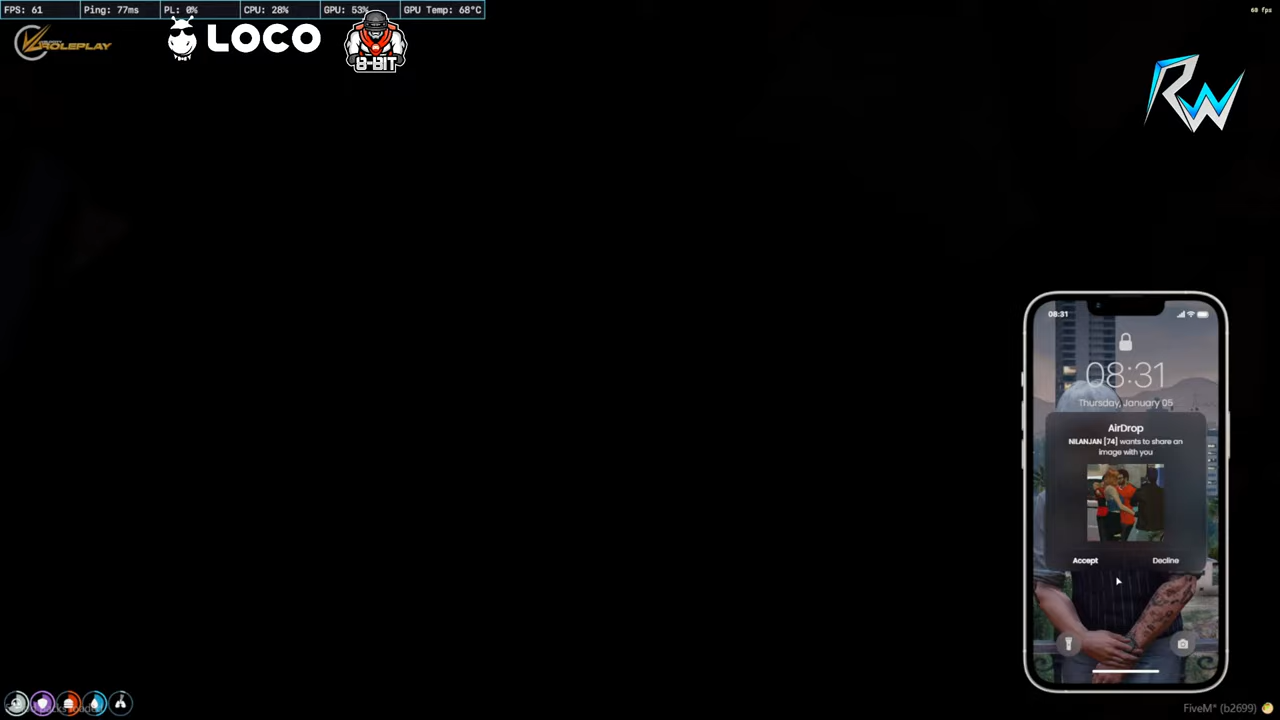 FPS: 61 Ping: 77ms PL: 0% CPU: 28% GPU: 53% GPU Temp: 68°C
60 fps
ROLEPLAY
LOCO
8-BIT
RW
08:31
08:31
Thursday, January 05
AirDrop
NILANJAN [74] wants to share an
image with you
Accept Decline
FiveM* (b2699)